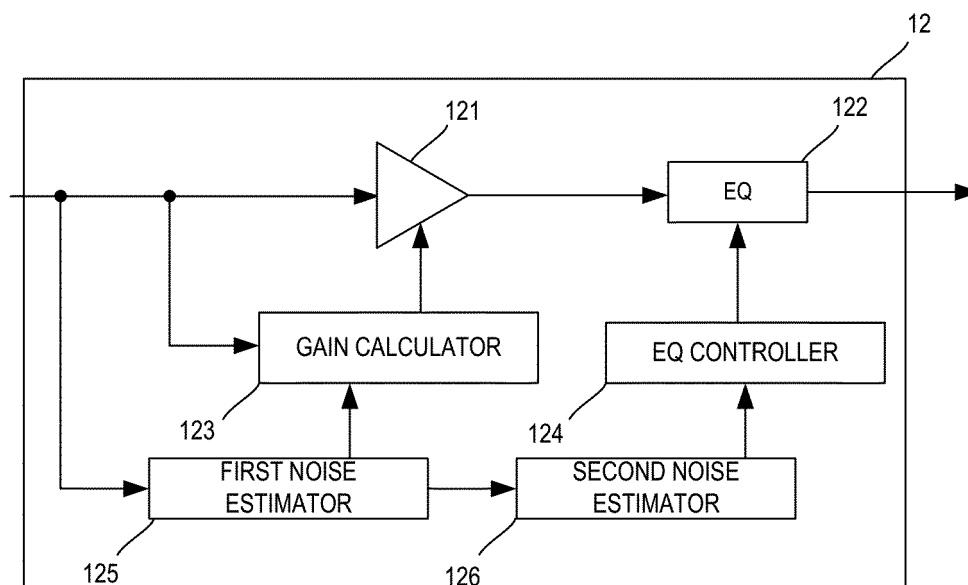 12
121
122
EQ
GAIN CALCULATOR
EQ CONTROLLER
123
124
FIRST NOISE
ESTIMATOR
SECOND NOISE
ESTIMATOR
125
126